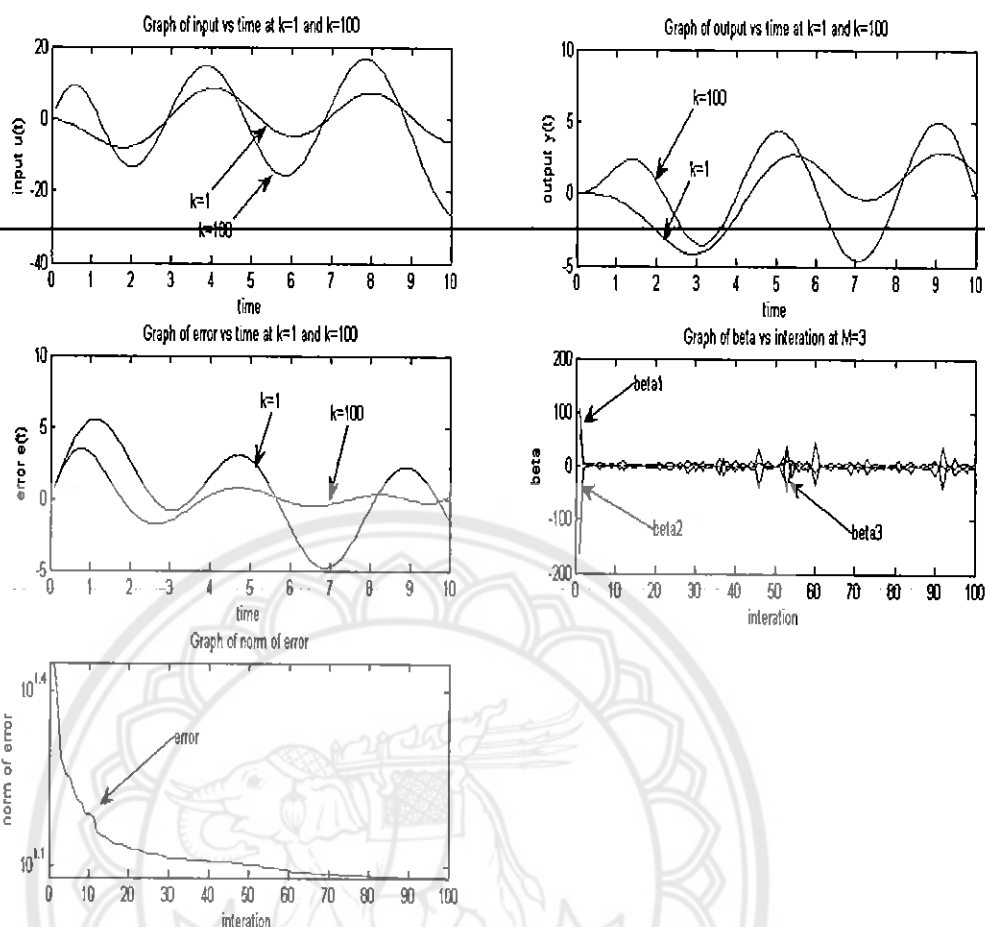 Graph of input vs time at k=1 and k=100
20
0
-20
-40
input u(t)
k=1
k=100
0 1 2 3 4 5 6 7 8 9 10
time
Graph of output vs time at k=1 and k=100
10
5
0
-5
output y(t)
k=100
k=1
0 1 2 3 4 5 6 7 8 9 10
time
Graph of error vs time at k=1 and k=100
10
5
0
-5
error e(t)
k=1
k=100
0 1 2 3 4 5 6 7 8 9 10
time
Graph of beta vs interation at M=3
200
100
0
-100
-200
beta
beta1
beta2
beta3
0 10 20 30 40 50 60 70 80 90 100
interation
Graph of norm of error
10^1.4
10^1.1
norm of error
error
0 10 20 30 40 50 60 70 80 90 100
interation